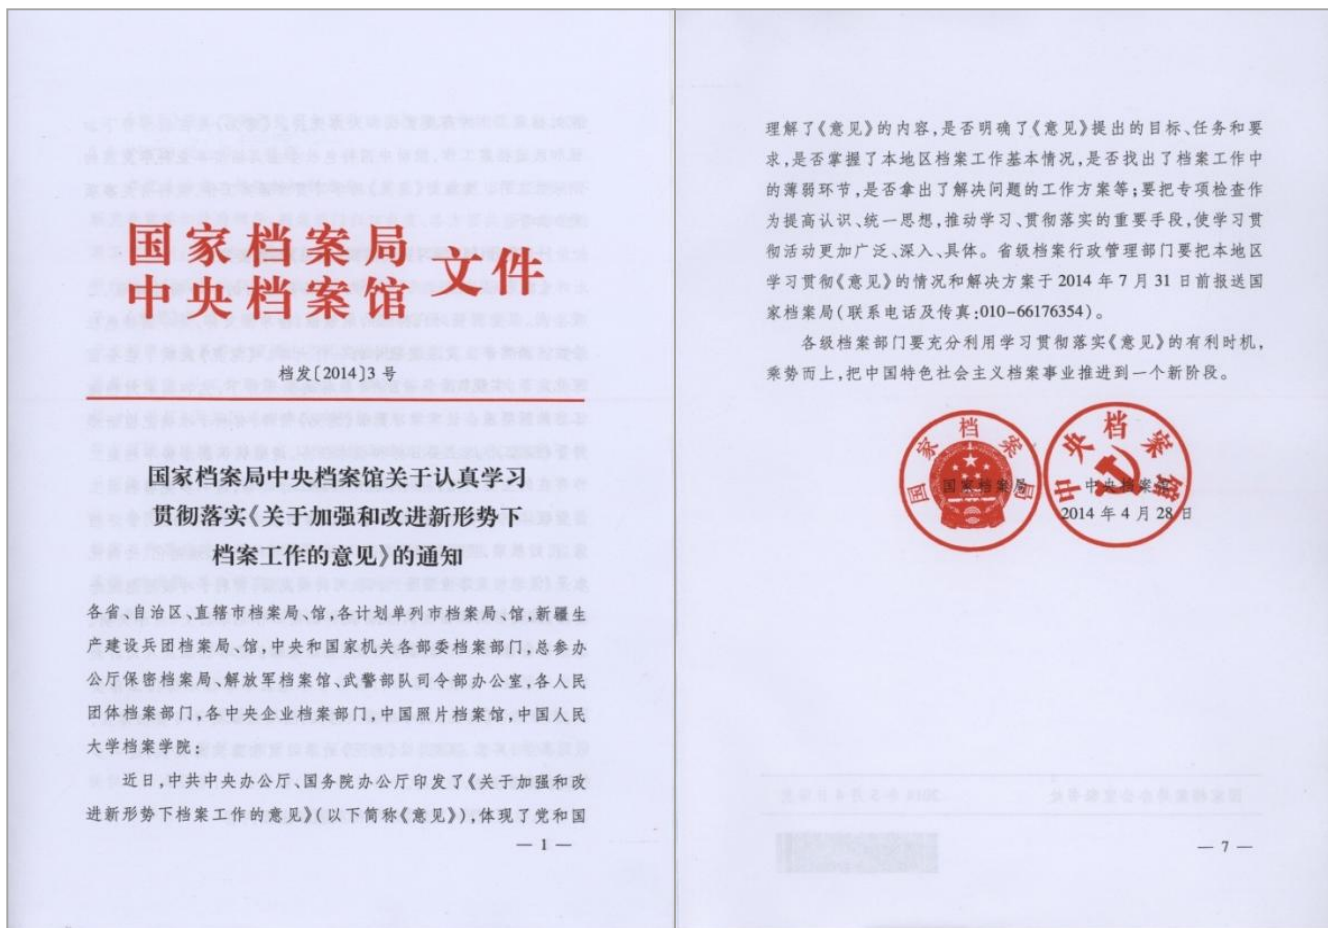 国家档案局
中央档案馆
文件
档发〔2014〕3 号
国家档案局中央档案馆关于认真学习
贯彻落实《关于加强和改进新形势下
档案工作的意见》的通知
各省、自治区、直辖市档案局、馆,各计划单列市档案局、馆,新疆生
产建设兵团档案局、馆,中央和国家机关各部委档案部门,总参办
公厅保密档案局、解放军档案馆、武警部队司令部办公室,各人民
团体档案部门,各中央企业档案部门,中国照片档案馆,中国人民
大学档案学院:
近日,中共中央办公厅、国务院办公厅印发了《关于加强和改
进新形势下档案工作的意见》(以下简称《意见》),体现了党和国
— 1 —
理解了《意见》的内容,是否明确了《意见》提出的目标、任务和要
求,是否掌握了本地区档案工作基本情况,是否找出了档案工作中
的薄弱环节,是否拿出了解决问题的工作方案等;要把专项检查作
为提高认识、统一思想,推动学习、贯彻落实的重要手段,使学习贯
彻活动更加广泛、深入、具体。省级档案行政管理部门要把本地区
学习贯彻《意见》的情况和解决方案于 2014 年 7 月 31 日前报送国
家档案局(联系电话及传真:010-66176354)。
各级档案部门要充分利用学习贯彻落实《意见》的有利时机,
乘势而上,把中国特色社会主义档案事业推进到一个新阶段。
国家档案局
中央档案馆
国家档案局
中央档案馆
2014 年 4 月 28 日
— 7 —